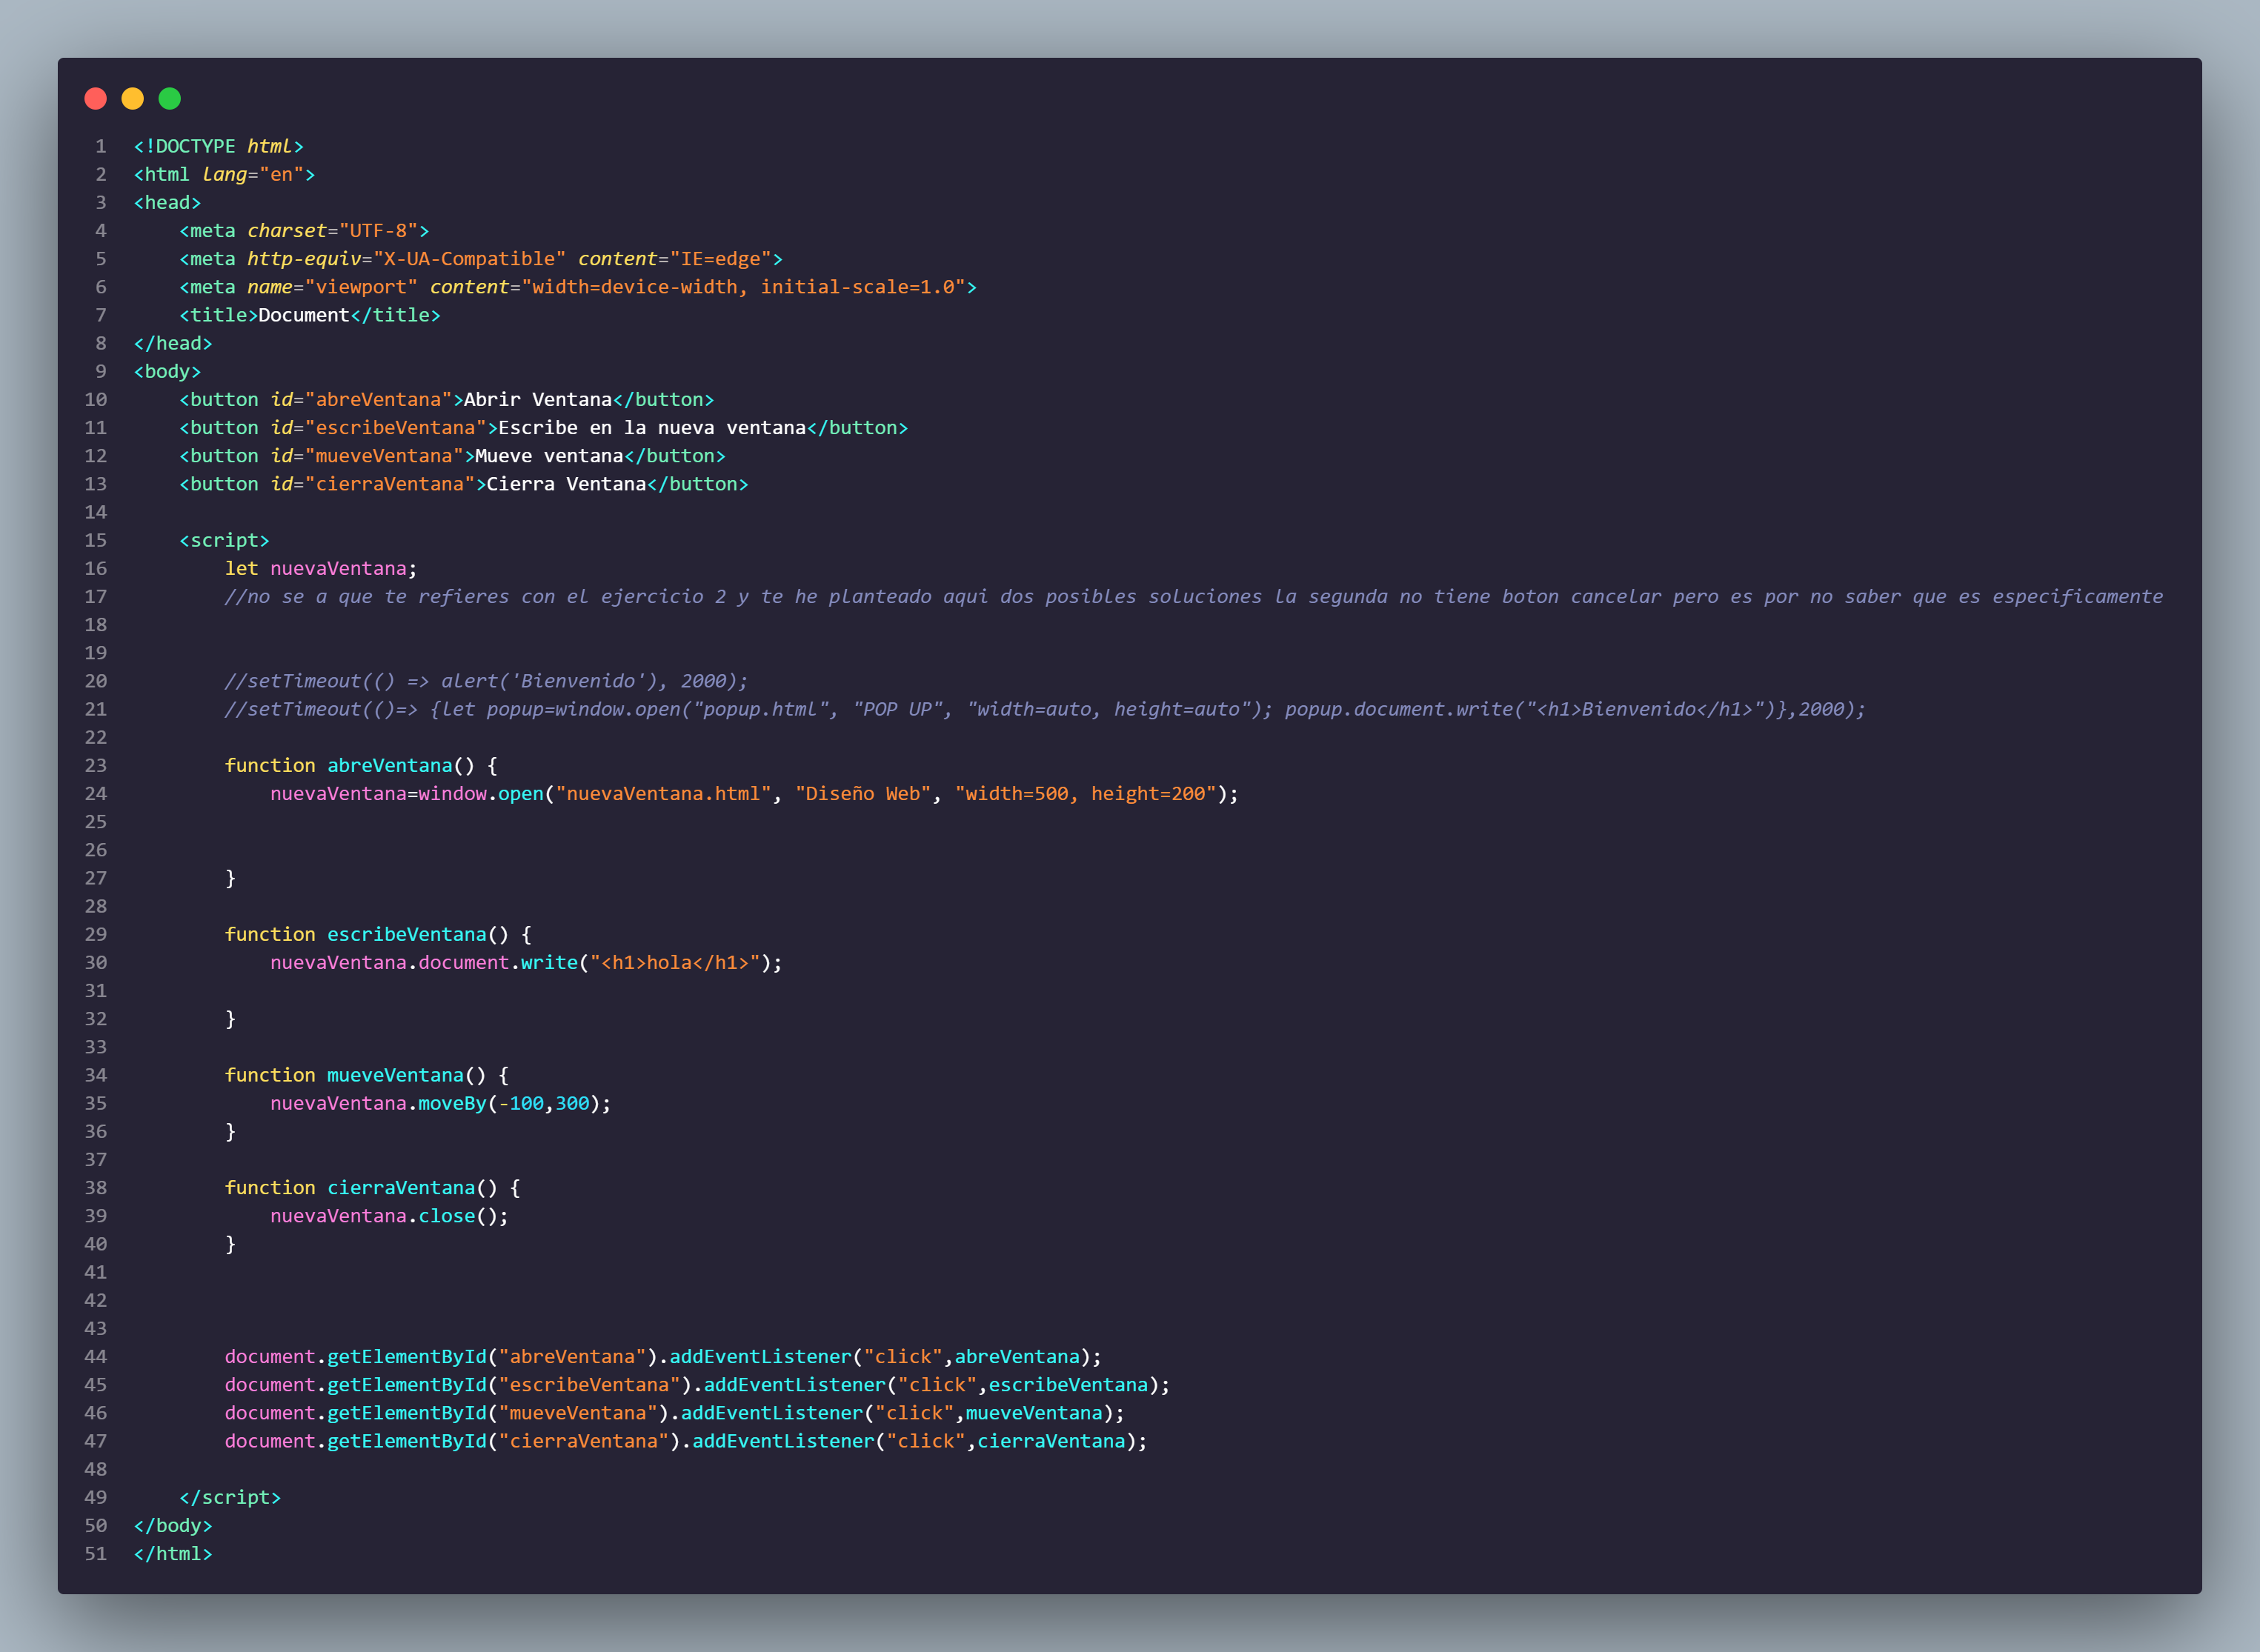 1 <!DOCTYPE html>
2 <html lang="en">
3 <head>
4     <meta charset="UTF-8">
5     <meta http-equiv="X-UA-Compatible" content="IE=edge">
6     <meta name="viewport" content="width=device-width, initial-scale=1.0">
7     <title>Document</title>
8 </head>
9 <body>
10     <button id="abreVentana">Abrir Ventana</button>
11     <button id="escribeVentana">Escribe en la nueva ventana</button>
12     <button id="mueveVentana">Mueve ventana</button>
13     <button id="cierraVentana">Cierra Ventana</button>
14
15     <script>
16         let nuevaVentana;
17         //no se a que te refieres con el ejercicio 2 y te he planteado aqui dos posibles soluciones la segunda no tiene boton cancelar pero es por no saber que es especificamente
18
19
20         //setTimeout(() => alert('Bienvenido'), 2000);
21         //setTimeout(()=> {let popup=window.open("popup.html", "POP UP", "width=auto, height=auto"); popup.document.write("<h1>Bienvenido</h1>")},2000);
22
23         function abreVentana() {
24             nuevaVentana=window.open("nuevaVentana.html", "Diseño Web", "width=500, height=200");
25
26
27         }
28
29         function escribeVentana() {
30             nuevaVentana.document.write("<h1>hola</h1>");
31
32         }
33
34         function mueveVentana() {
35             nuevaVentana.moveBy(-100,300);
36         }
37
38         function cierraVentana() {
39             nuevaVentana.close();
40         }
41
42
43
44         document.getElementById("abreVentana").addEventListener("click",abreVentana);
45         document.getElementById("escribeVentana").addEventListener("click",escribeVentana);
46         document.getElementById("mueveVentana").addEventListener("click",mueveVentana);
47         document.getElementById("cierraVentana").addEventListener("click",cierraVentana);
48
49     </script>
50 </body>
51 </html>